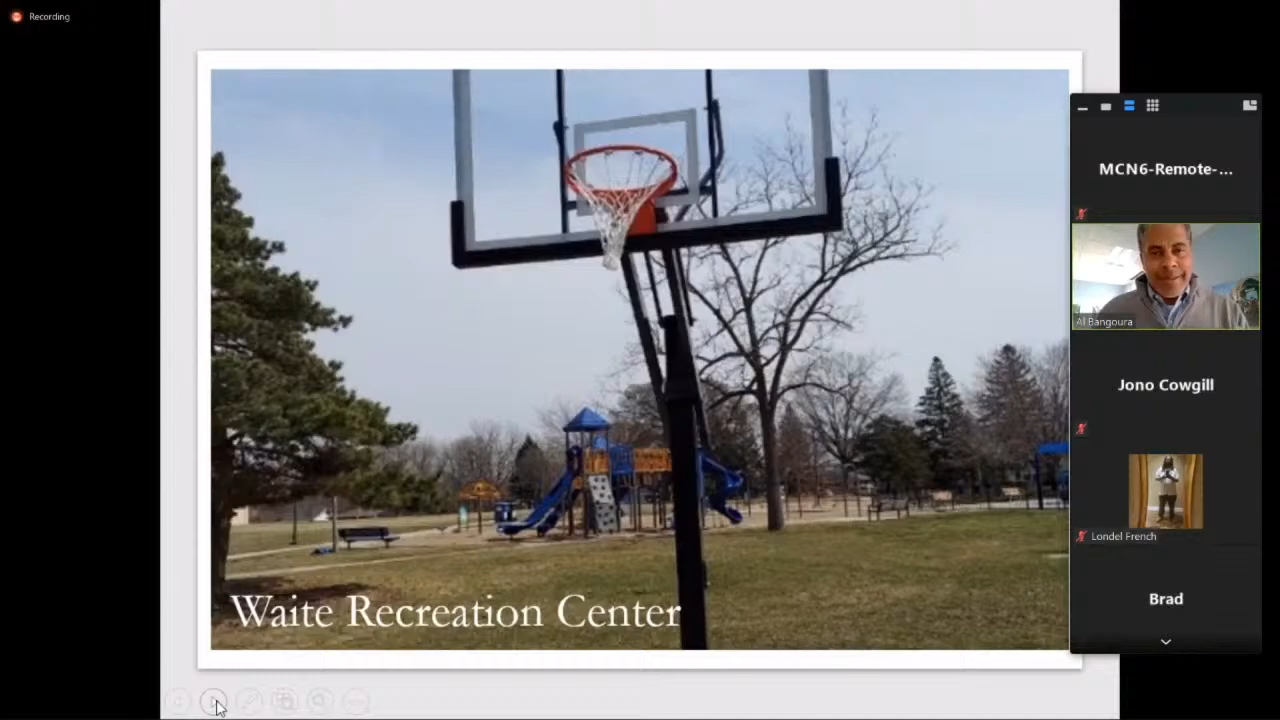 Recording
MCN6-Remote-...
Al Bangoura
Jono Cowgill
Londel French
Brad
Waite Recreation Center